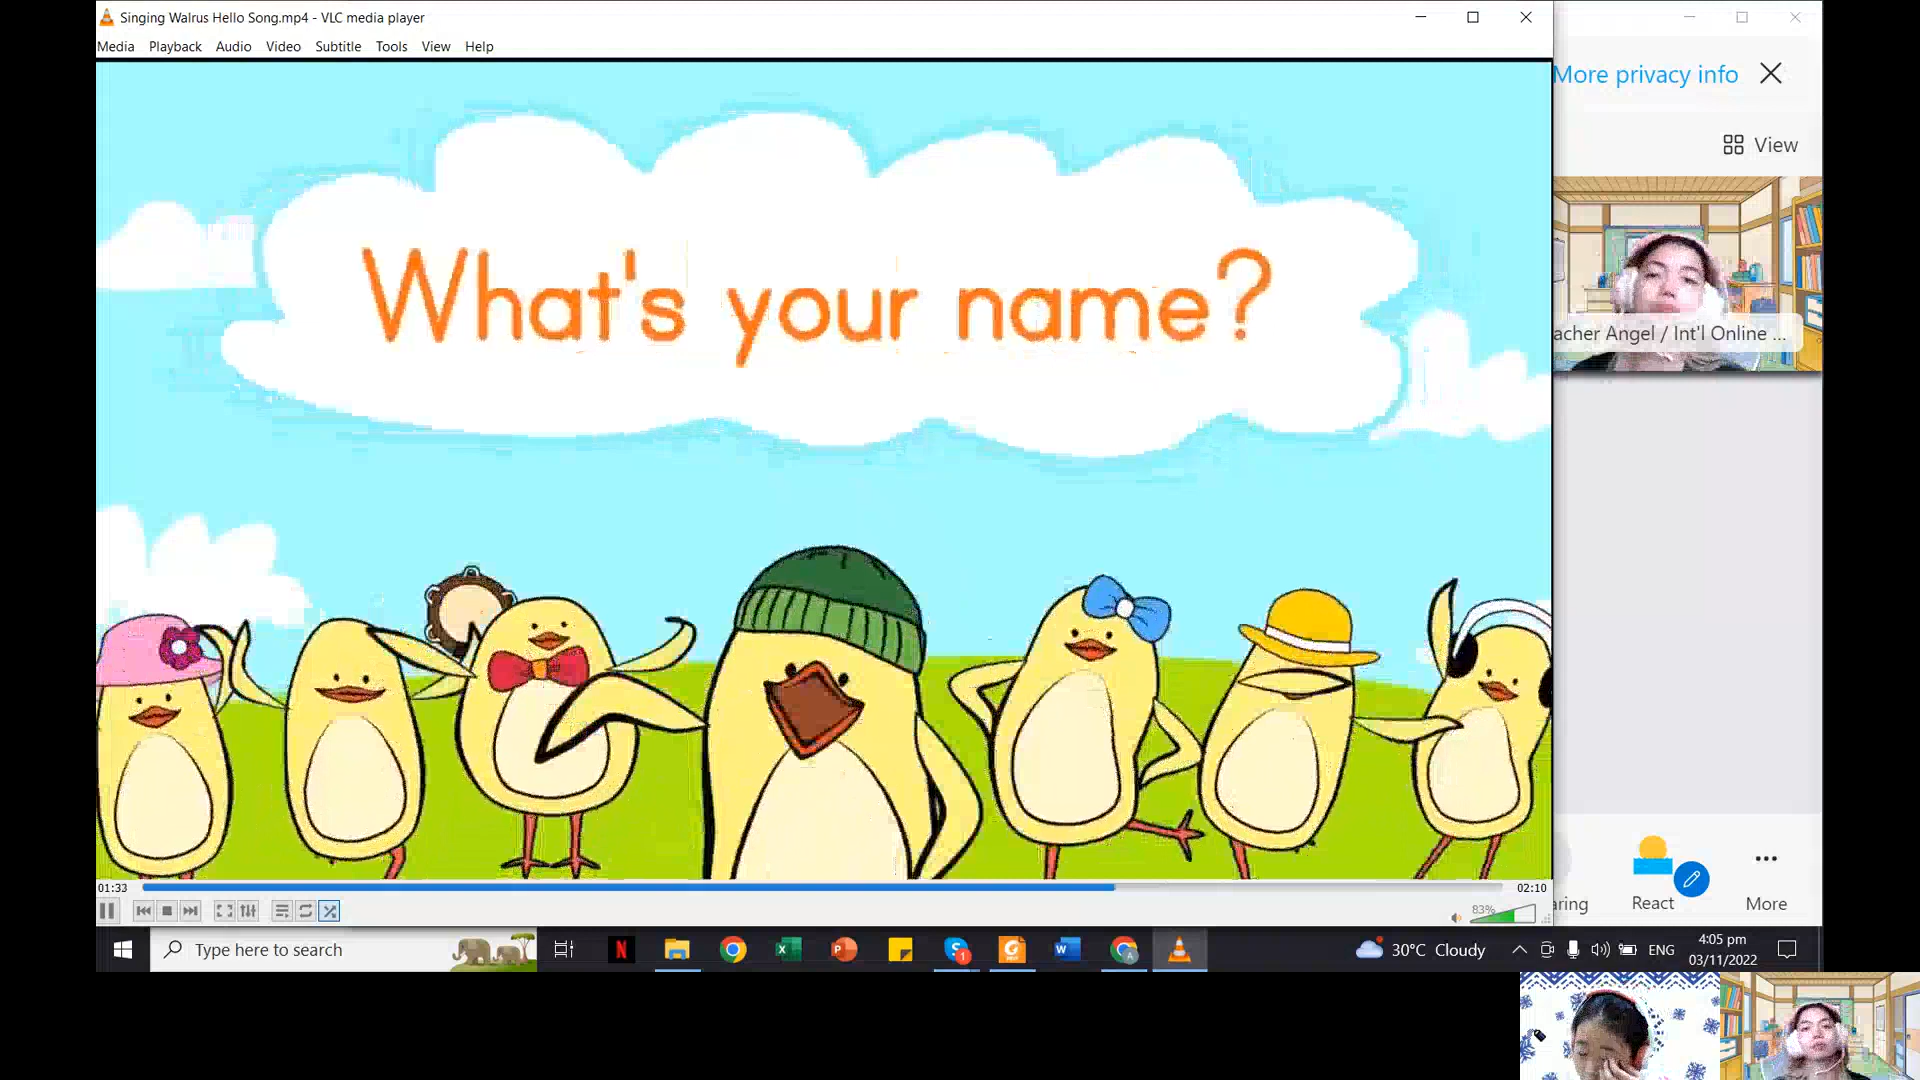 Singing Walrus Hello Song.mp4 - VLC media player
Media Playback Audio Video Subtitle Tools View Help
More privacy info
View
What's your name?
acher Angel / Int'l Online ...
01:33
02:10
83%
aring
React
More
Type here to search
N
X
P
S
1
W
A
30°C Cloudy
ENG
4:05 pm
03/11/2022